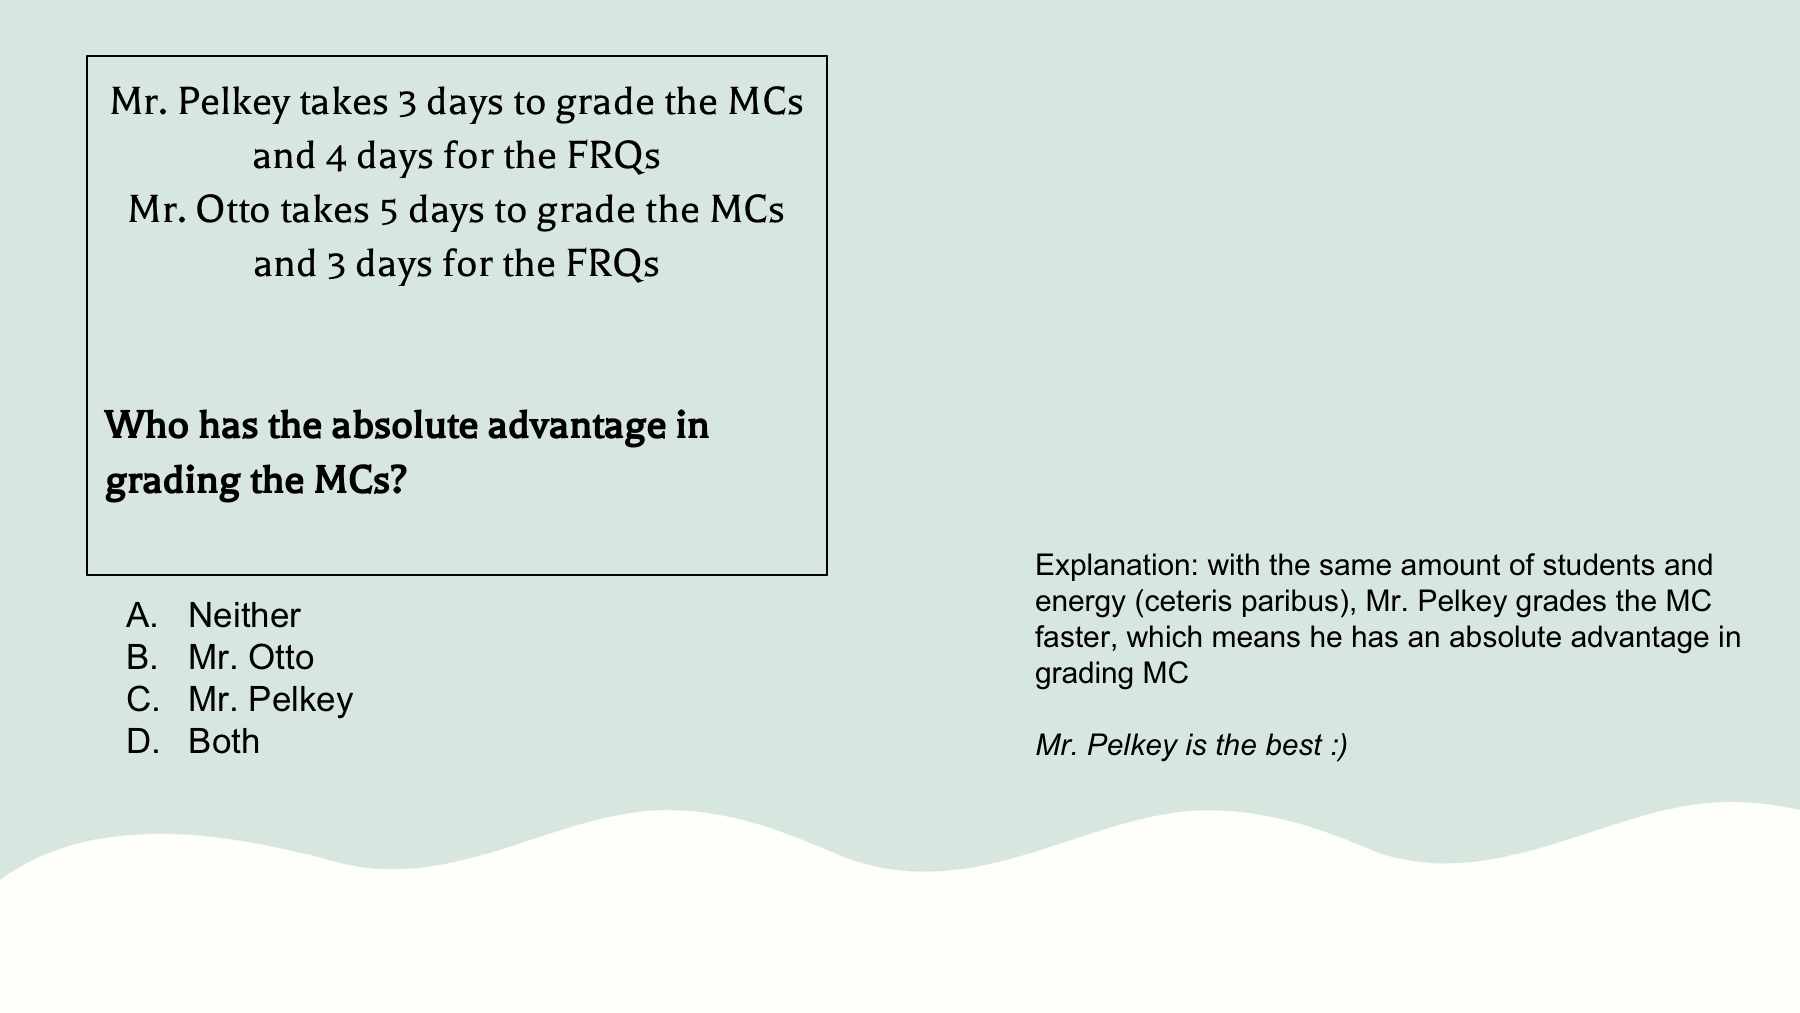 Mr. Pelkey takes 3 days to grade the MCs
and 4 days for the FRQs
Mr. Otto takes 5 days to grade the MCs
and 3 days for the FRQs
Who has the absolute advantage in
grading the MCs?
A. Neither
B. Mr. Otto
C. Mr. Pelkey
D. Both
Explanation: with the same amount of students and
energy (ceteris paribus), Mr. Pelkey grades the MC
faster, which means he has an absolute advantage in
grading MC
Mr. Pelkey is the best :)